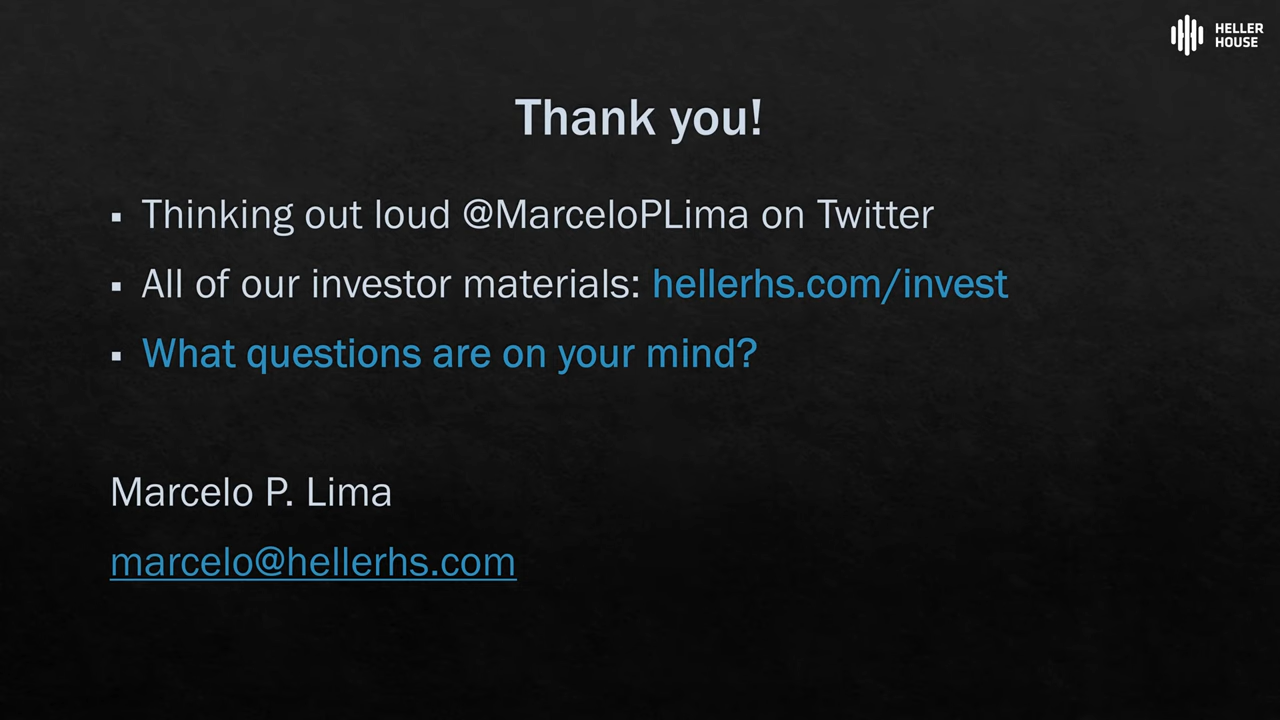 HELLER
HOUSE
Thank you!
▪ Thinking out loud @MarceloPLima on Twitter
▪ All of our investor materials: hellerhs.com/invest
▪ What questions are on your mind?
Marcelo P. Lima
marcelo@hellerhs.com